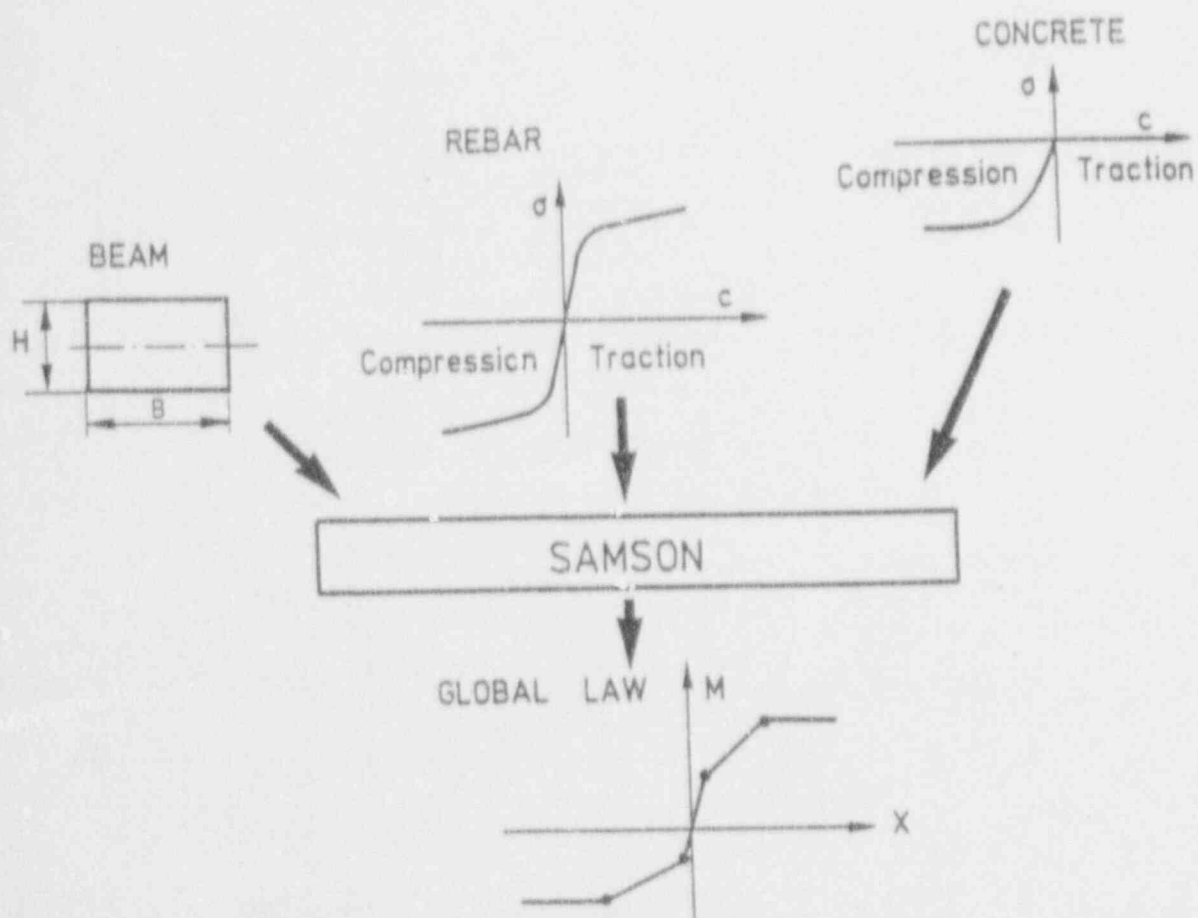 CONCRETE
σ
c
Compression Traction
REBAR
σ
c
Compression Traction
BEAM
H
B
SAMSON
GLOBAL LAW
M
X